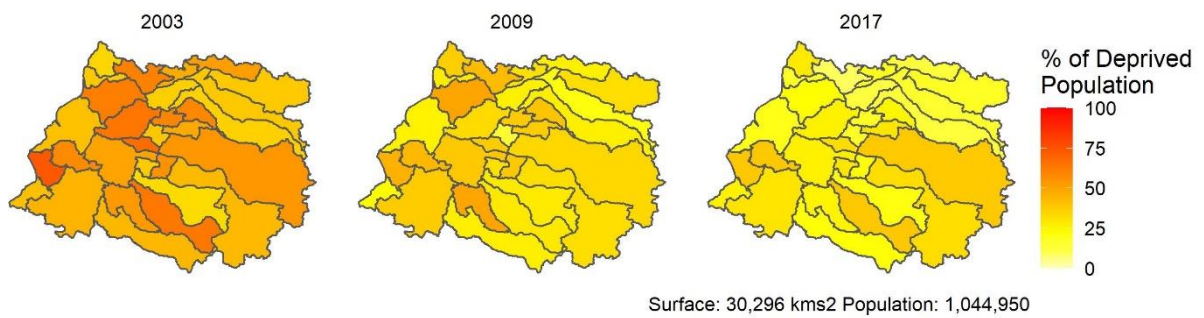 2003
2009
2017
% of Deprived
Population
100
75
50
25
0
Surface: 30,296 kms2 Population: 1,044,950